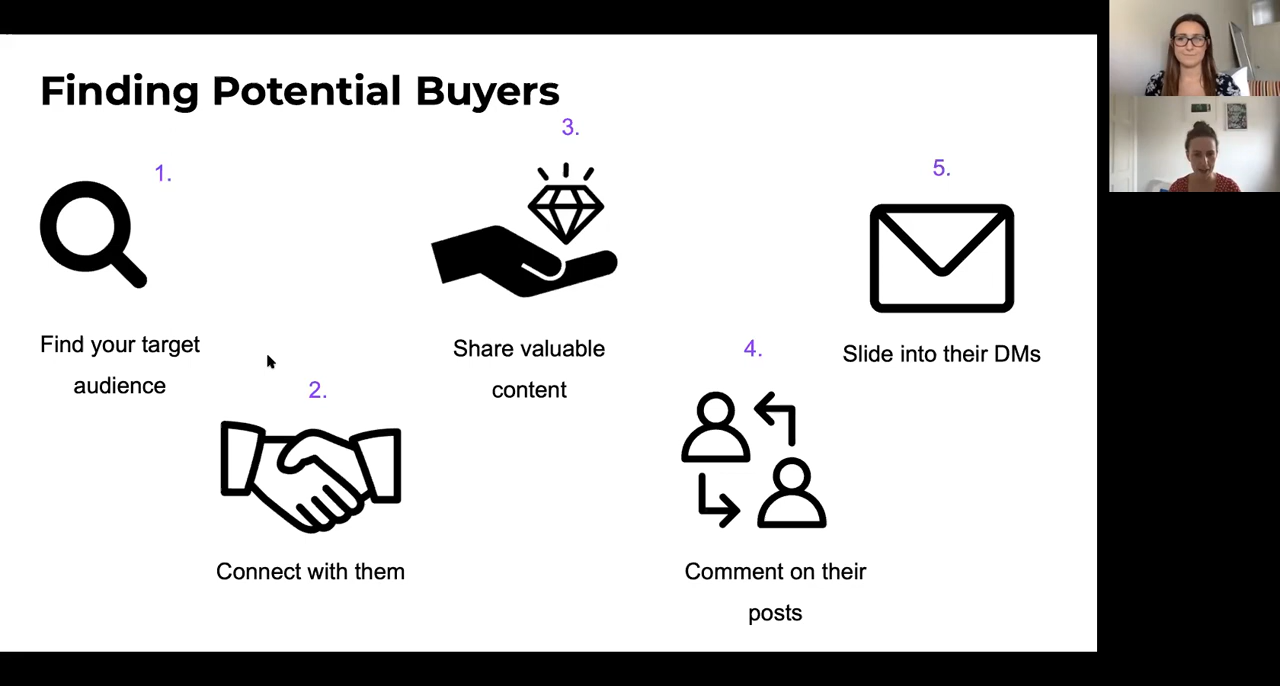 Finding Potential Buyers
1.
Find your target
audience
2.
Connect with them
3.
Share valuable
content
4.
Comment on their
posts
5.
Slide into their DMs